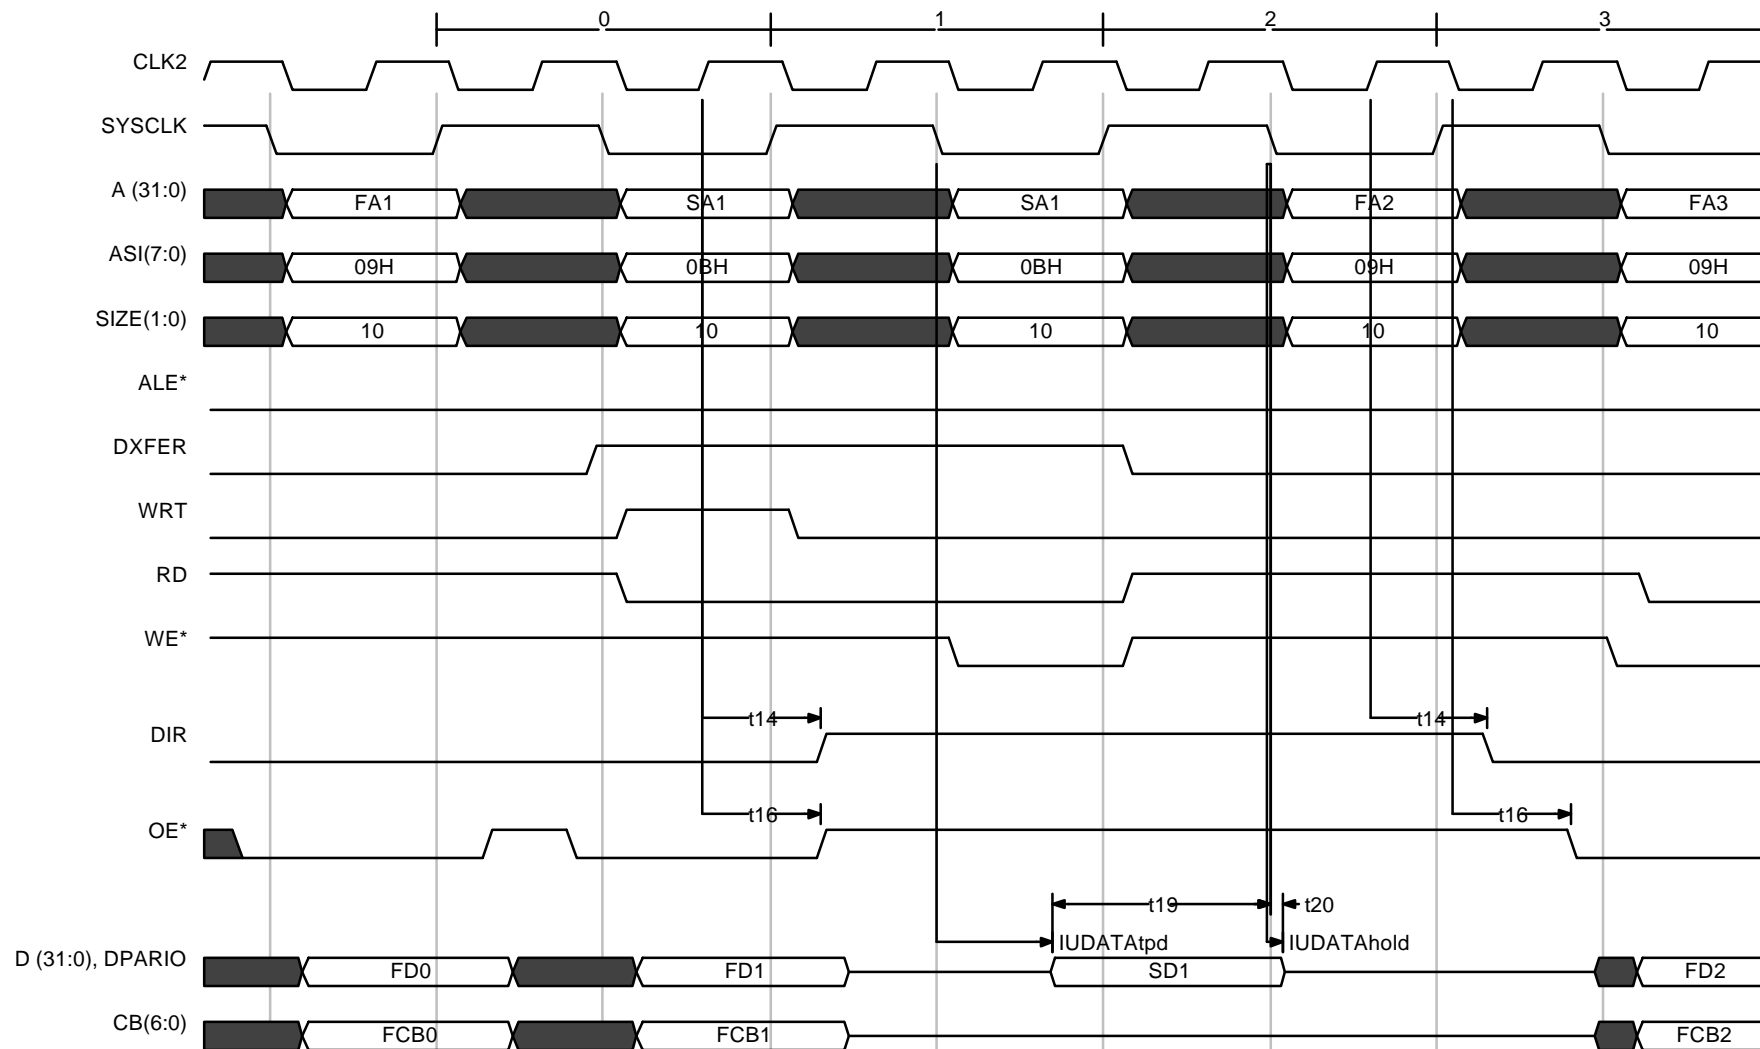 0 1 2 3
CLK2
SYSCLK
A (31:0) FA1 SA1 SA1 FA2 FA3
ASI(7:0) 09H 0BH 0BH 09H 09H
SIZE(1:0) 10 10 10 10 10
ALE*
DXFER
WRT
RD
WE*
t14 t14
DIR
t16 t16
OE*
t19 t20
IUDATAtpd IUDATAhold
D (31:0), DPARIO FD0 FD1 SD1 FD2
CB(6:0) FCB0 FCB1 FCB2